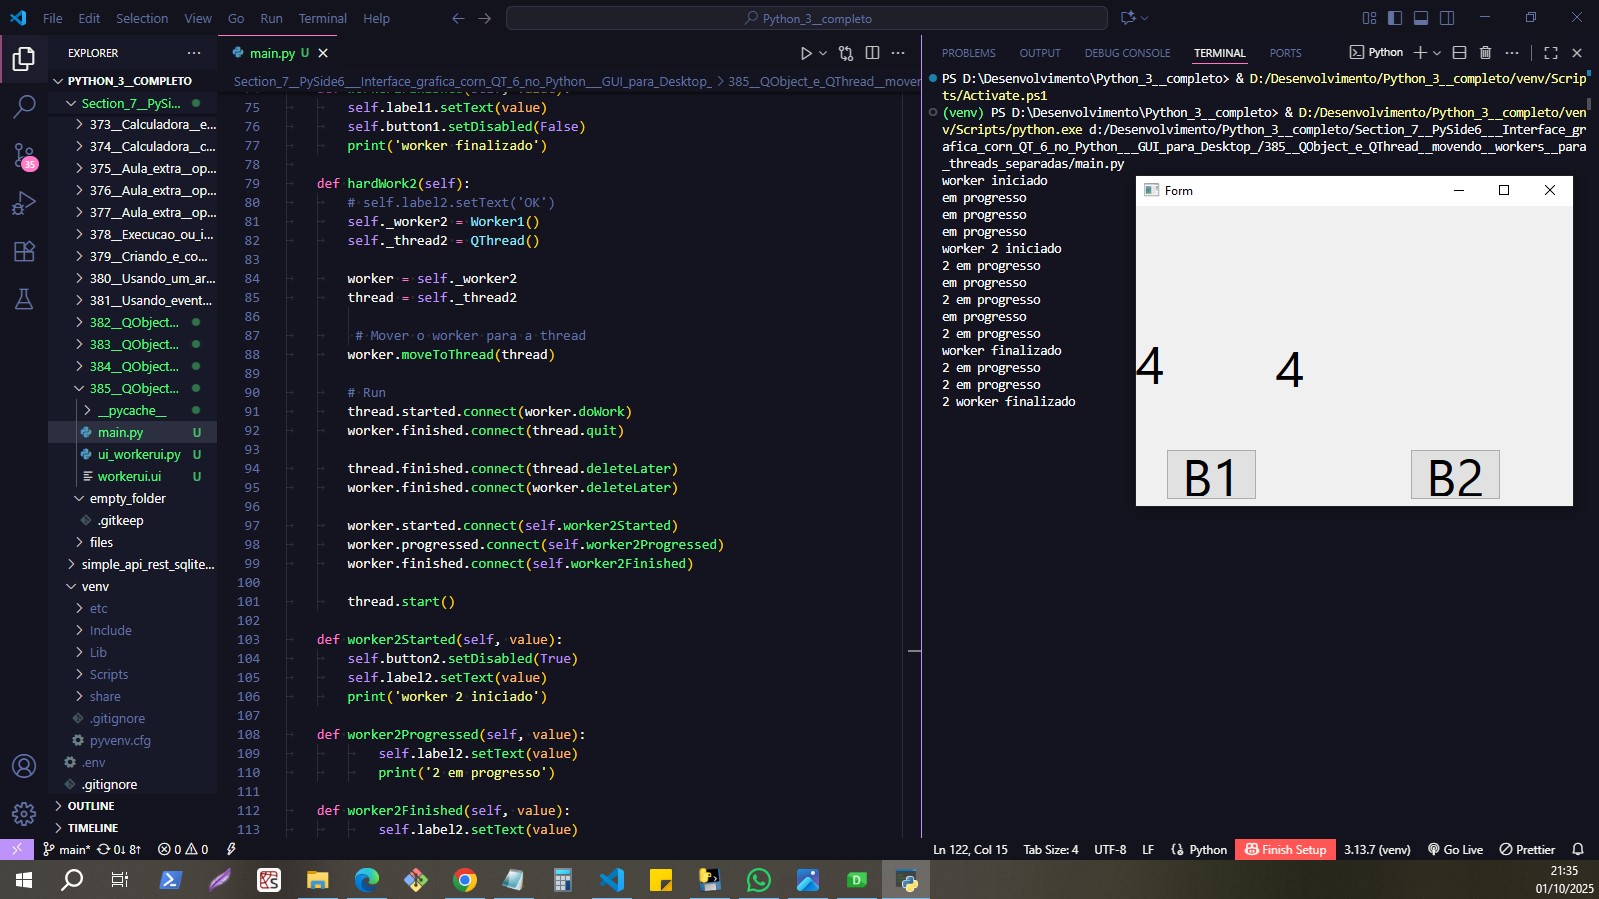 File Edit Selection View Go Run Terminal Help
Python_3__completo
EXPLORER
PYTHON_3__COMPLETO
Section_7__PySi...
373__Calculadora__e...
374__Calculadora__c...
375__Aula_extra__op...
376__Aula_extra__op...
377__Aula_extra__op...
378__Execucao_ou_i...
379__Criando_e_co...
380__Usando_um_ar...
381__Usando_event...
382__QObject...
383__QObject...
384__QObject...
385__QObject...
__pycache__
main.py U
ui_workerui.py U
workerui.ui U
empty_folder
.gitkeep
files
simple_api_rest_sqlite...
venv
etc
Include
Lib
Scripts
share
.gitignore
pyvenv.cfg
.env
.gitignore
OUTLINE
TIMELINE
35
main.py U
Section_7__PySide6___Interface_grafica_corn_QT_6_no_Python___GUI_para_Desktop_ > 385__QObject_e_QThread__mover
75 self.label1.setText(value)
76 self.button1.setDisabled(False)
77 print('worker finalizado')
78
79 def hardWork2(self):
80 # self.label2.setText('OK')
81 self._worker2 = Worker1()
82 self._thread2 = QThread()
83
84 worker = self._worker2
85 thread = self._thread2
86
87 # Mover o worker para a thread
88 worker.moveToThread(thread)
89
90 # Run
91 thread.started.connect(worker.doWork)
92 worker.finished.connect(thread.quit)
93
94 thread.finished.connect(thread.deleteLater)
95 worker.finished.connect(worker.deleteLater)
96
97 worker.started.connect(self.worker2Started)
98 worker.progressed.connect(self.worker2Progressed)
99 worker.finished.connect(self.worker2Finished)
100
101 thread.start()
102
103 def worker2Started(self, value):
104 self.button2.setDisabled(True)
105 self.label2.setText(value)
106 print('worker 2 iniciado')
107
108 def worker2Progressed(self, value):
109 self.label2.setText(value)
110 print('2 em progresso')
111
112 def worker2Finished(self, value):
113 self.label2.setText(value)
PROBLEMS OUTPUT DEBUG CONSOLE TERMINAL PORTS
Python
PS D:\Desenvolvimento\Python_3__completo> & D:/Desenvolvimento/Python_3__completo/venv/Scrip
ts/Activate.ps1
(venv) PS D:\Desenvolvimento\Python_3__completo> & D:/Desenvolvimento/Python_3__completo/ven
v/Scripts/python.exe d:/Desenvolvimento/Python_3__completo/Section_7__PySide6___Interface_gr
afica_corn_QT_6_no_Python___GUI_para_Desktop_/385__QObject_e_QThread__movendo__workers__para
_threads_separadas/main.py
worker iniciado
em progresso
em progresso
em progresso
worker 2 iniciado
2 em progresso
em progresso
2 em progresso
em progresso
2 em progresso
worker finalizado
2 em progresso
2 em progresso
2 worker finalizado
Form
4 4
B1 B2
main* 0↓ 8↑ 0 0
Ln 122, Col 15 Tab Size: 4 UTF-8 LF Python Finish Setup 3.13.7 (venv) Go Live Prettier
21:35
01/10/2025